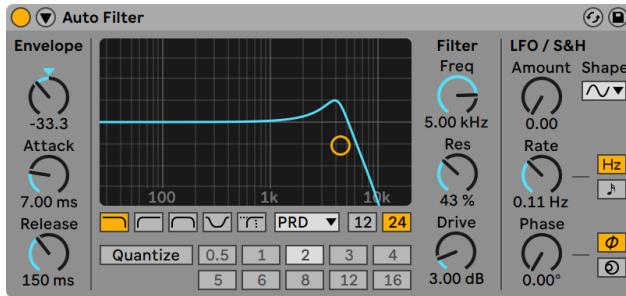 Auto Filter
Envelope
-33.3
Attack
7.00 ms
Release
150 ms
100 1k 10k
PRD 12 24
Quantize 0.5 1 2 3 4
5 6 8 12 16
Filter
Freq
5.00 kHz
Res
43 %
Drive
3.00 dB
LFO / S&H
Amount Shape
0.00
Rate
0.11 Hz
Hz
Phase
0.00°